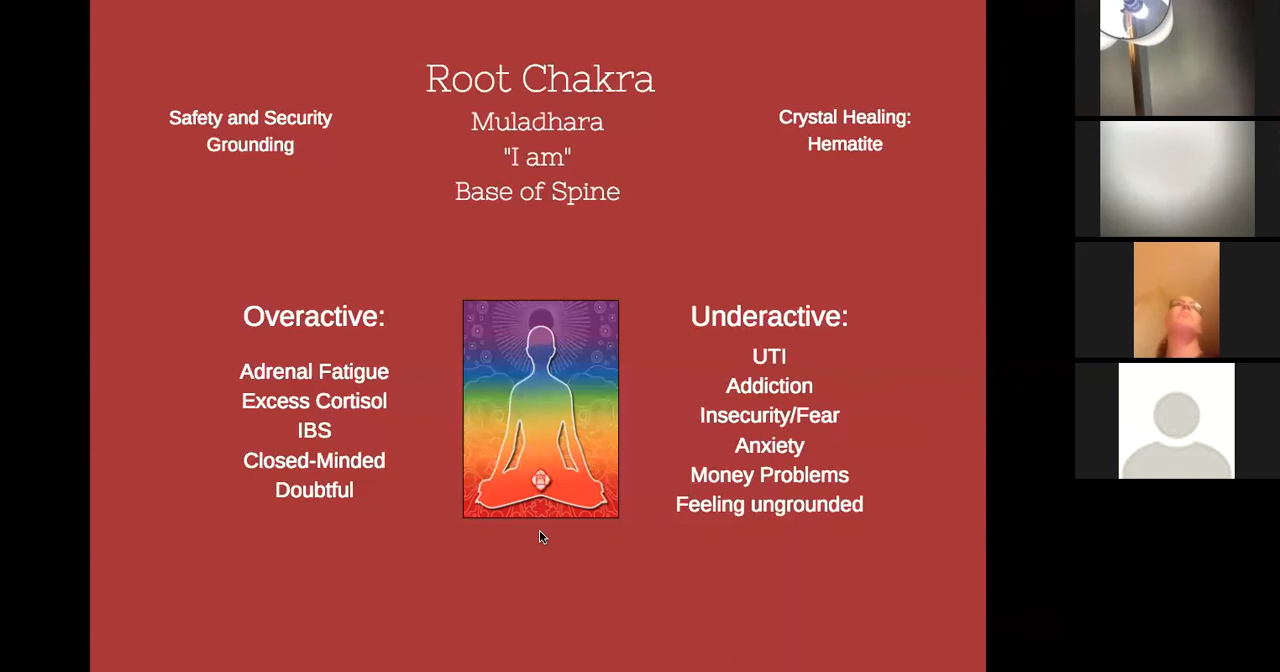 Root Chakra
Muladhara
"I am"
Base of Spine
Safety and Security
Grounding
Crystal Healing:
Hematite
Overactive:
Adrenal Fatigue
Excess Cortisol
IBS
Closed-Minded
Doubtful
Underactive:
UTI
Addiction
Insecurity/Fear
Anxiety
Money Problems
Feeling ungrounded